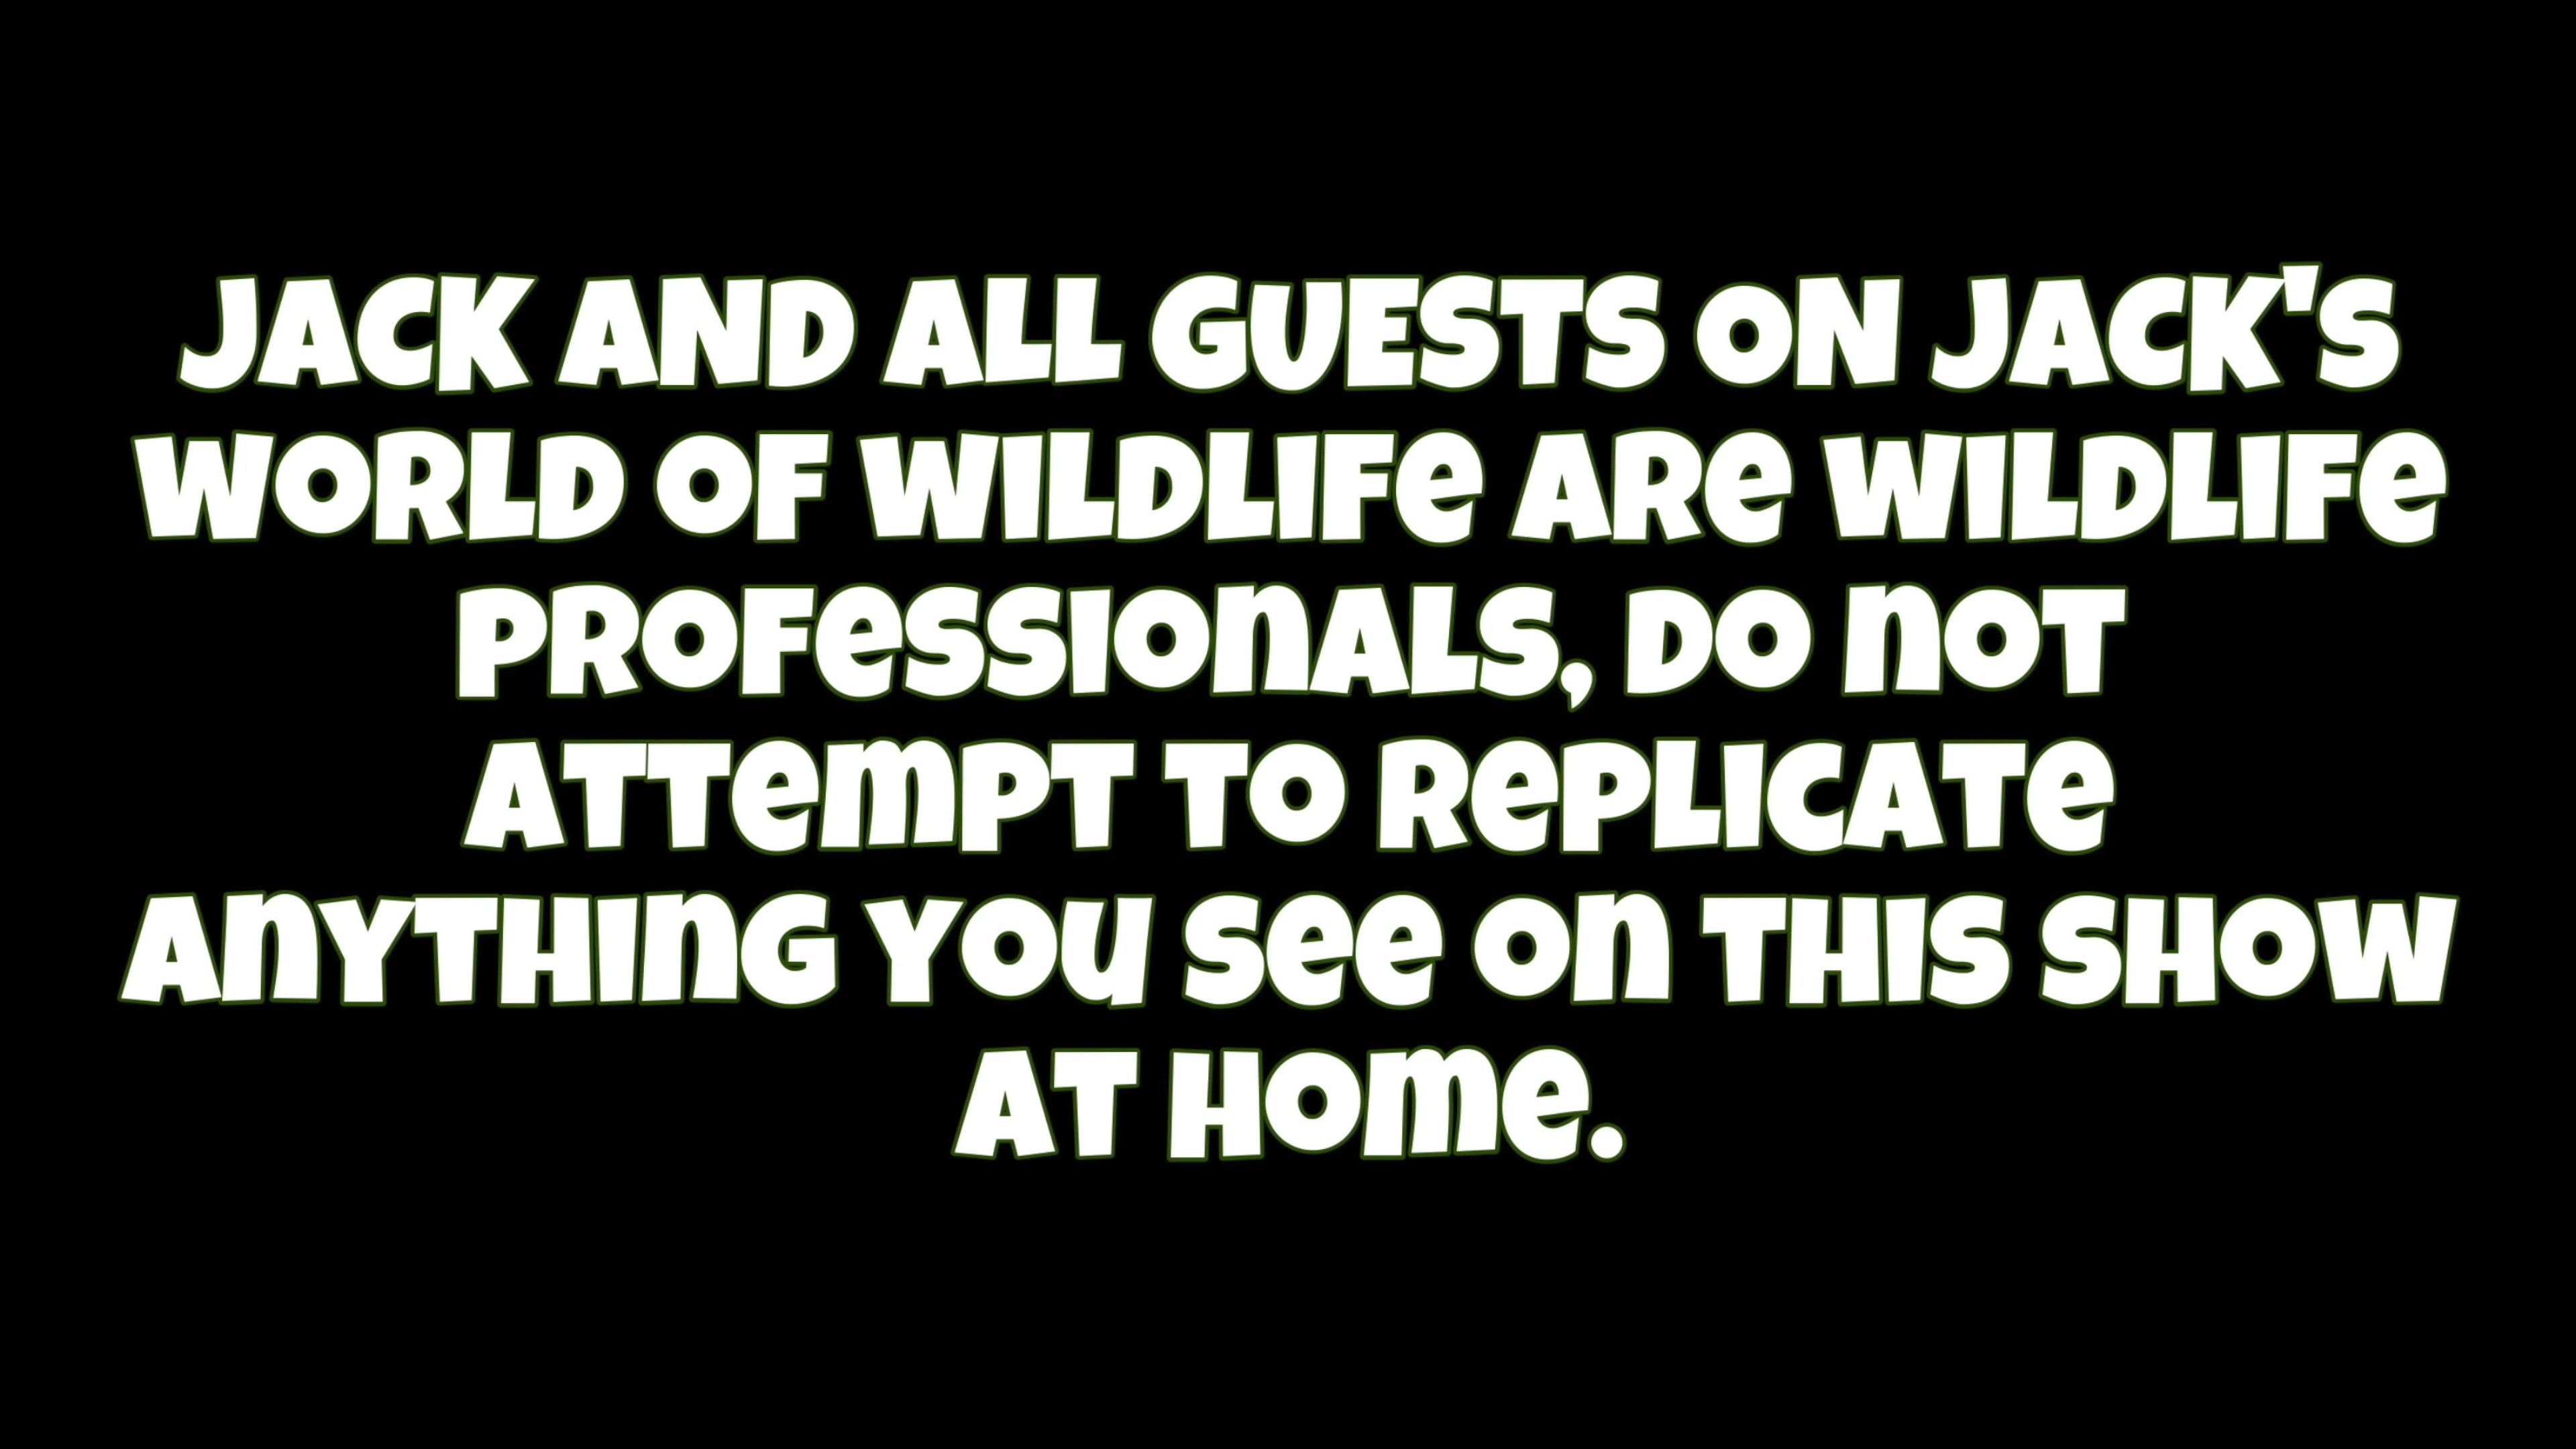 JACK AND ALL GUESTS ON JACK'S
WORLD OF WILDLIFE ARE WILDLIFE
PROFESSIONALS, DO NOT
ATTEMPT TO REPLICATE
ANYTHING YOU SEE ON THIS SHOW
AT HOME.